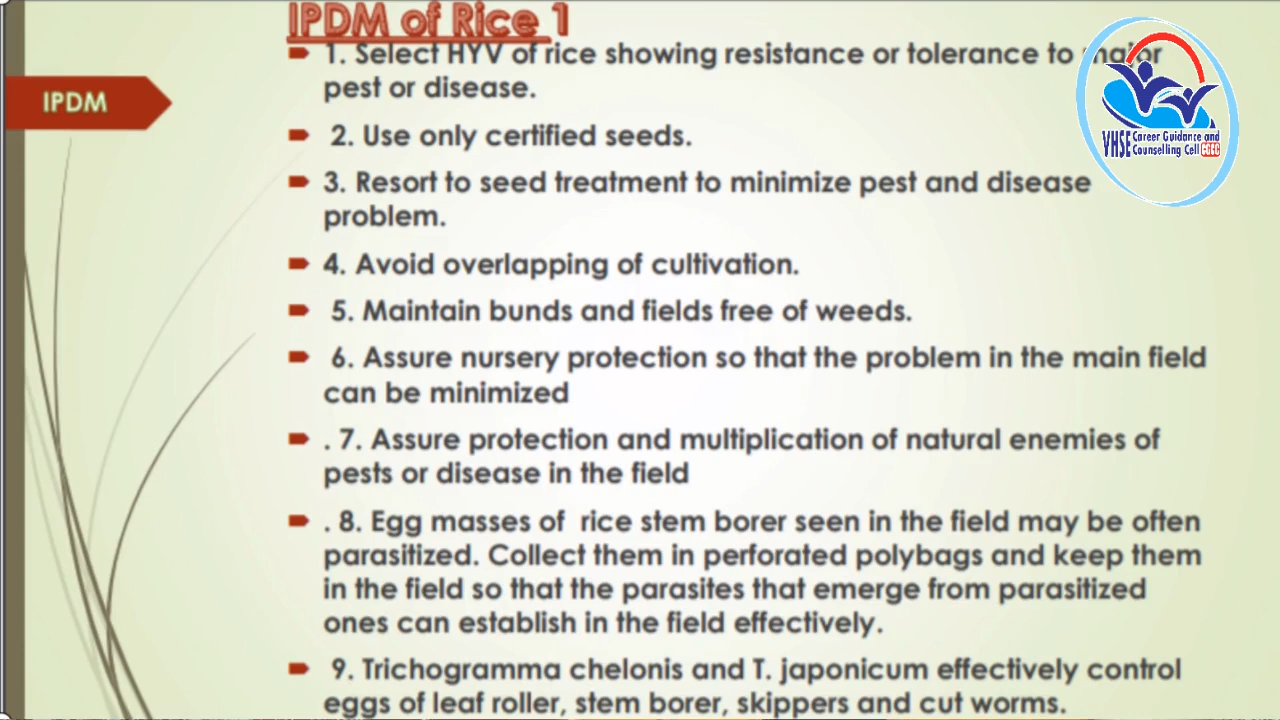 IPDM of Rice 1
1. Select HYV of rice showing resistance or tolerance to major
pest or disease.
IPDM
2. Use only certified seeds.
3. Resort to seed treatment to minimize pest and disease
problem.
4. Avoid overlapping of cultivation.
5. Maintain bunds and fields free of weeds.
6. Assure nursery protection so that the problem in the main field
can be minimized
. 7. Assure protection and multiplication of natural enemies of
pests or disease in the field
. 8. Egg masses of rice stem borer seen in the field may be often
parasitized. Collect them in perforated polybags and keep them
in the field so that the parasites that emerge from parasitized
ones can establish in the field effectively.
9. Trichogramma chelonis and T. japonicum effectively control
eggs of leaf roller, stem borer, skippers and cut worms.
VHSE Career Guidance and
Counselling Cell CGCC